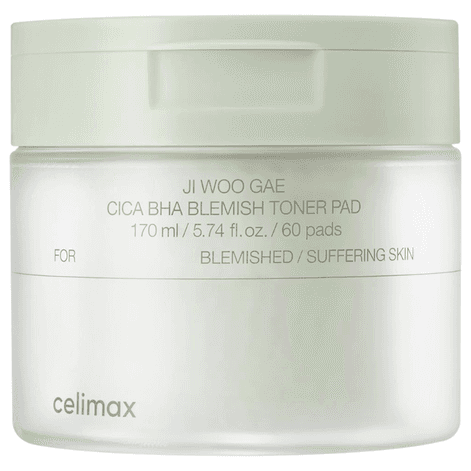 JI WOO GAE
CICA BHA BLEMISH TONER PAD
170 ml / 5.74 fl. oz. / 60 pads
FOR BLEMISHED / SUFFERING SKIN
celimax